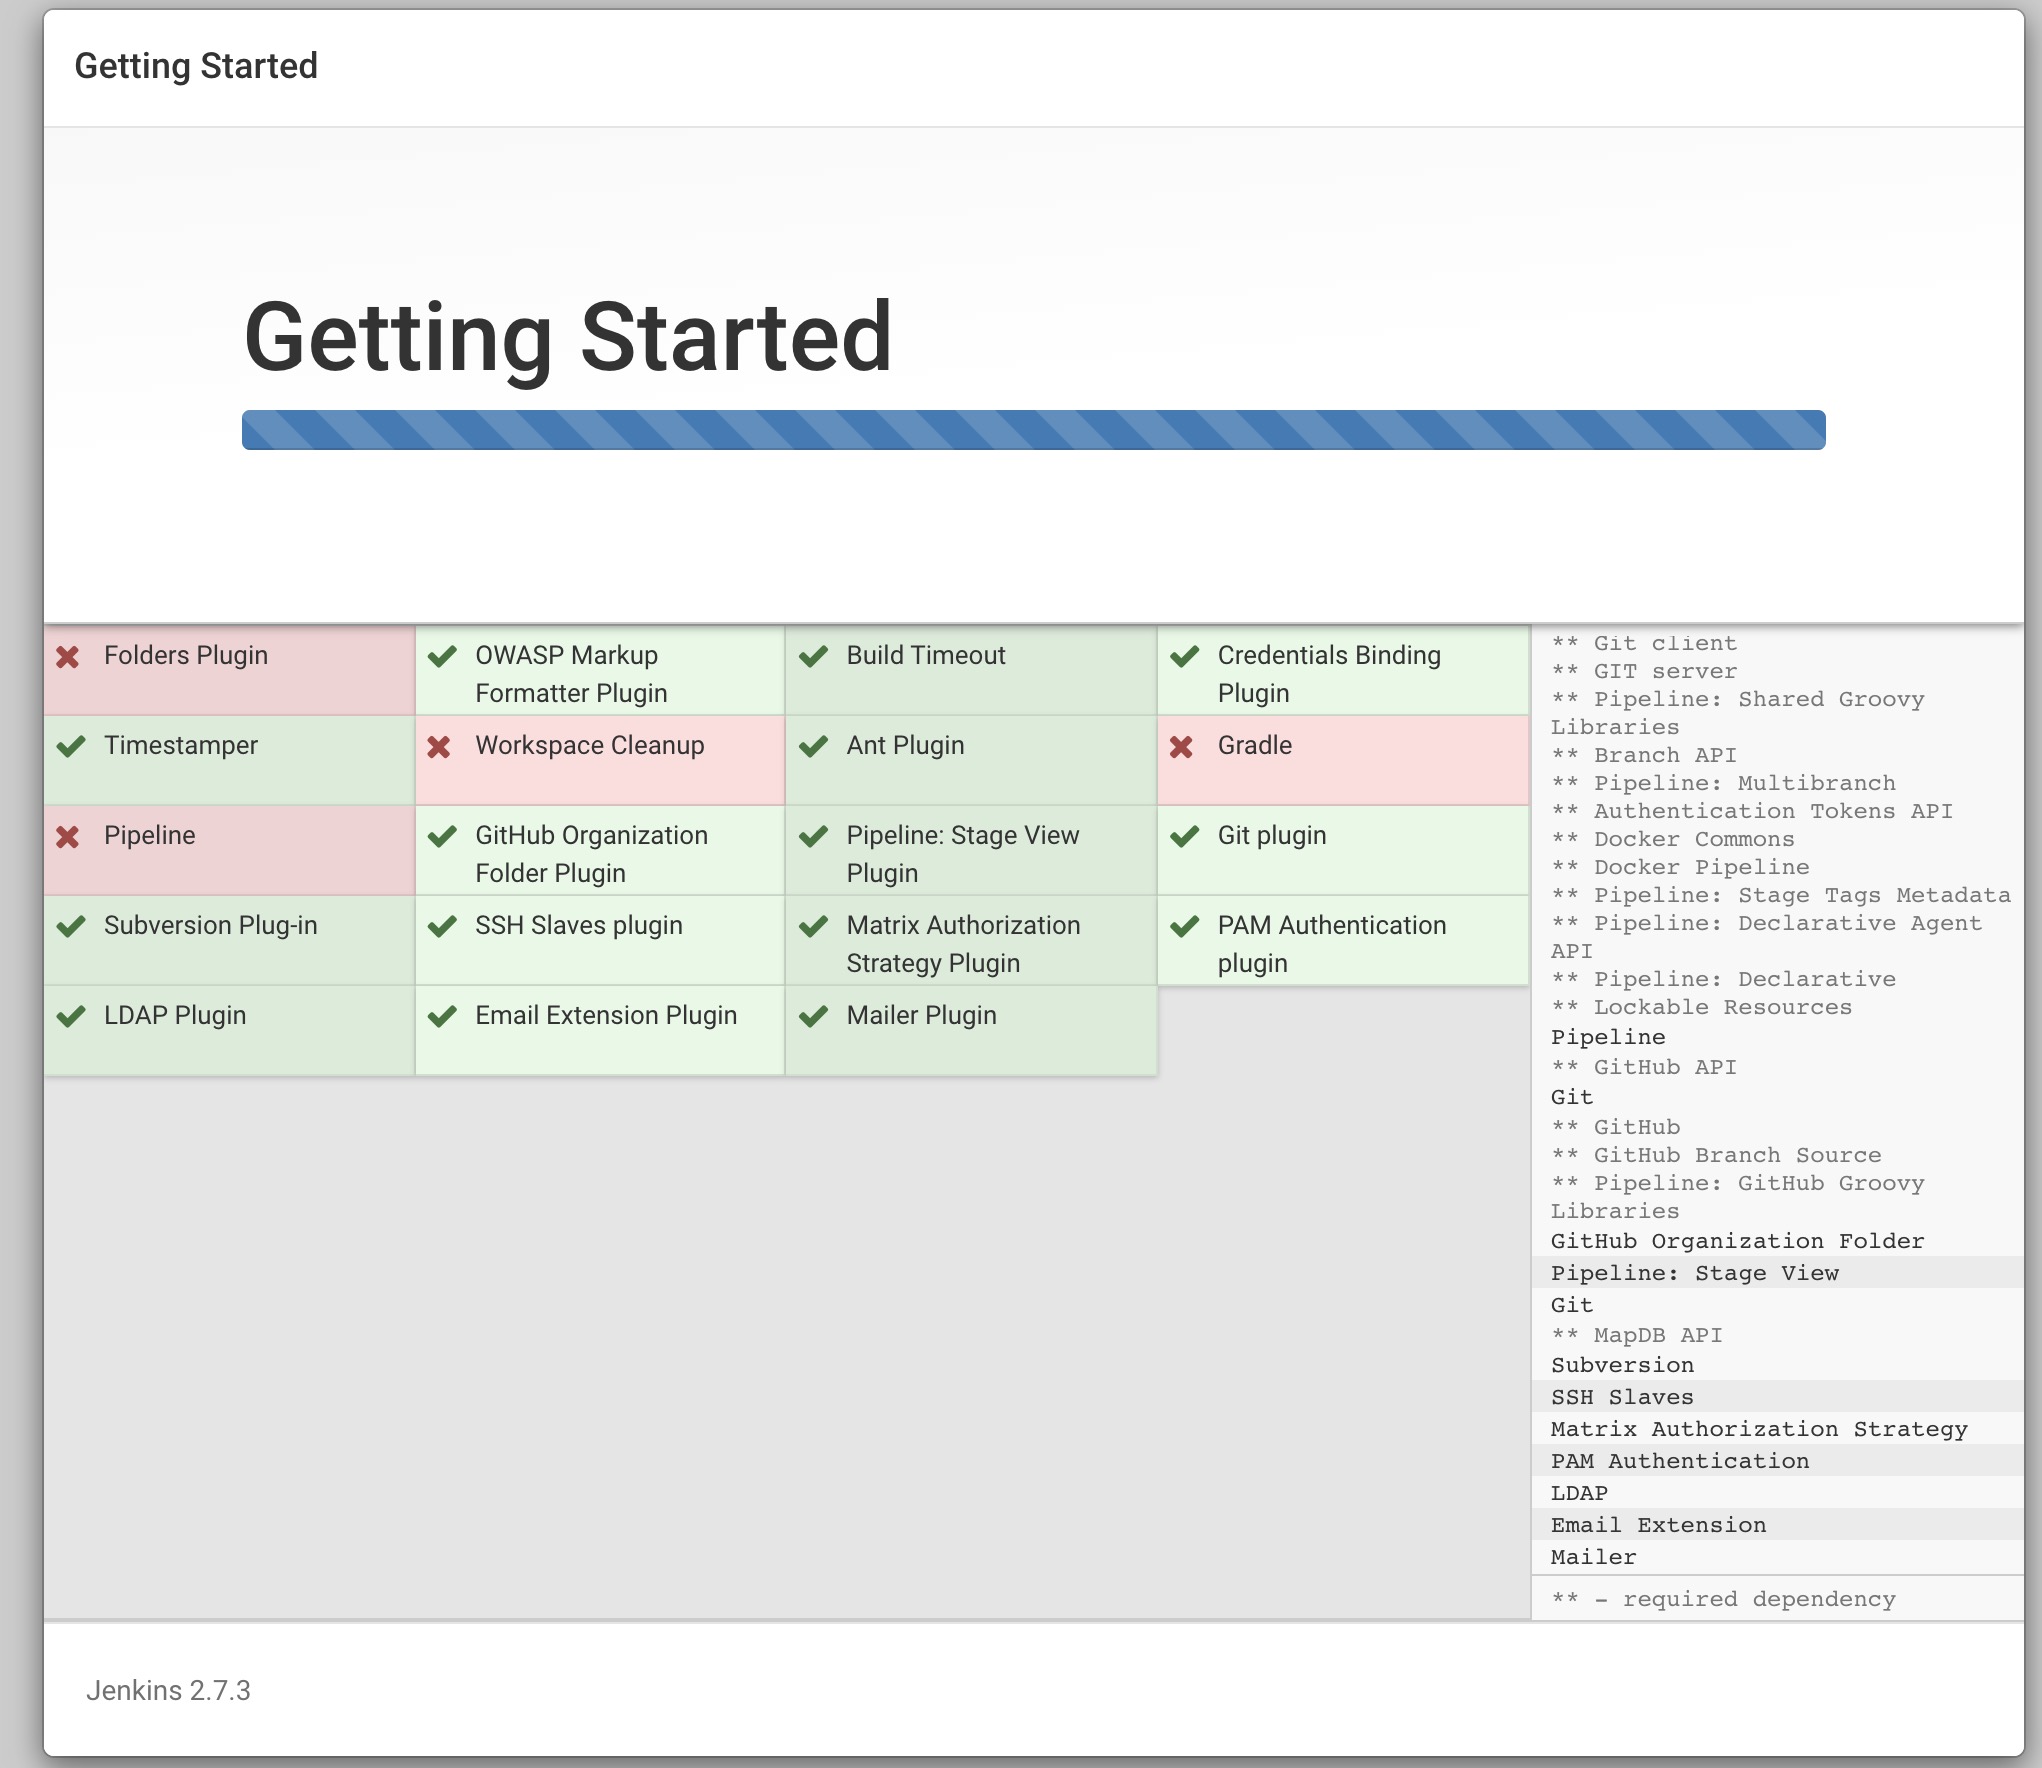 Getting Started
Getting Started
Folders Plugin
OWASP Markup
Formatter Plugin
Build Timeout
Credentials Binding
Plugin
Timestamper
Workspace Cleanup
Ant Plugin
Gradle
Pipeline
GitHub Organization
Folder Plugin
Pipeline: Stage View
Plugin
Git plugin
Subversion Plug-in
SSH Slaves plugin
Matrix Authorization
Strategy Plugin
PAM Authentication
plugin
LDAP Plugin
Email Extension Plugin
Mailer Plugin
** Git client
** GIT server
** Pipeline: Shared Groovy
Libraries
** Branch API
** Pipeline: Multibranch
** Authentication Tokens API
** Docker Commons
** Docker Pipeline
** Pipeline: Stage Tags Metadata
** Pipeline: Declarative Agent
API
** Pipeline: Declarative
** Lockable Resources
Pipeline
** GitHub API
Git
** GitHub
** GitHub Branch Source
** Pipeline: GitHub Groovy
Libraries
GitHub Organization Folder
Pipeline: Stage View
Git
** MapDB API
Subversion
SSH Slaves
Matrix Authorization Strategy
PAM Authentication
LDAP
Email Extension
Mailer
** - required dependency
Jenkins 2.7.3